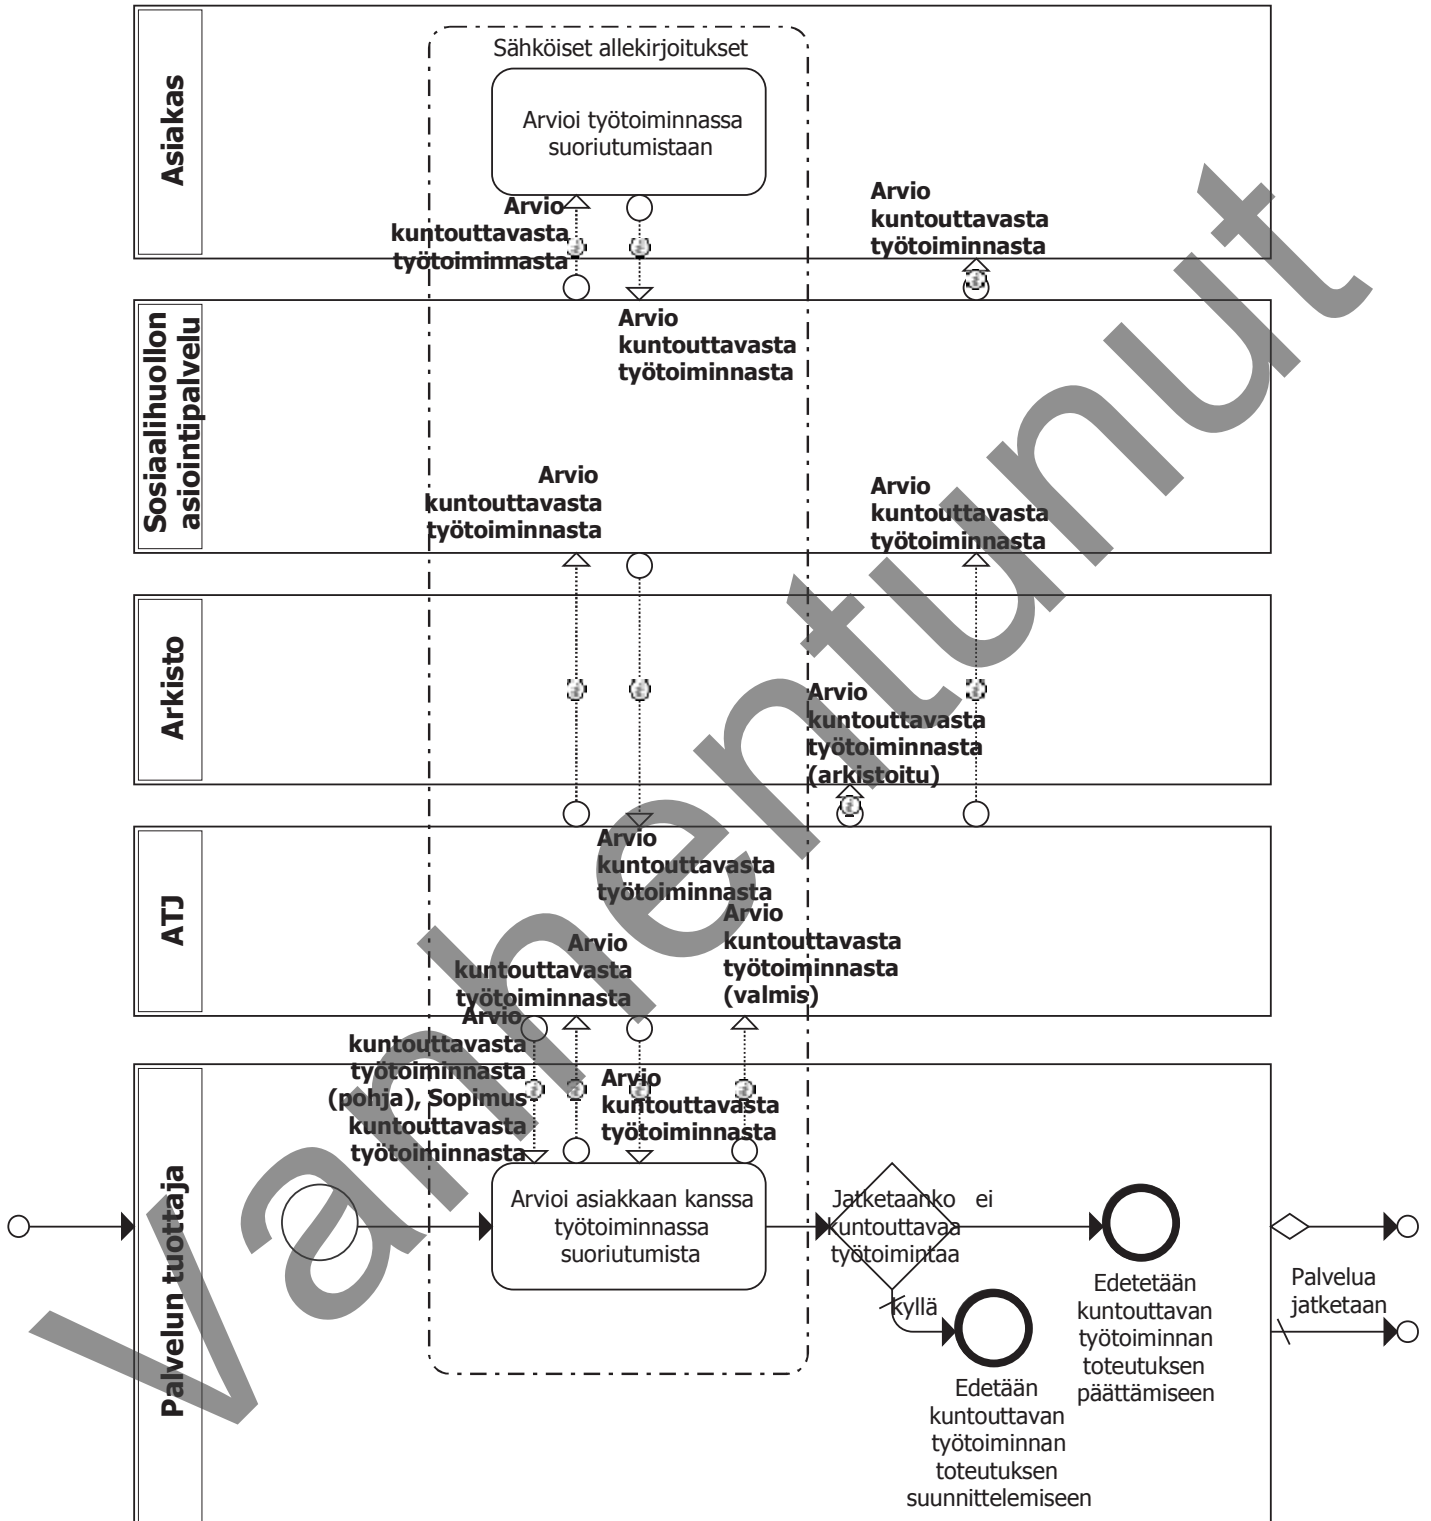 Asiakas
Sähköiset allekirjoitukset
Arvioi työtoiminnassa
suoriutumistaan
Arvio
kuntouttavasta
työtoiminnasta
Arvio
kuntouttavasta
työtoiminnasta
Sosiaalihuollon
asiointipalvelu
Arvio
kuntouttavasta
työtoiminnasta
Arvio
kuntouttavasta
työtoiminnasta
Arvio
kuntouttavasta
työtoiminnasta
Arkisto
Arvio
kuntouttavasta
työtoiminnasta
(arkistoitu)
ATJ
Arvio
kuntouttavasta
työtoiminnasta
Arvio
kuntouttavasta
työtoiminnasta
(valmis)
Arvio
kuntouttavasta
työtoiminnasta
Palvelun tuottaja
Arvio
kuntouttavasta
työtoiminnasta
(pohja), Sopimus
kuntouttavasta
työtoiminnasta
Arvio
kuntouttavasta
työtoiminnasta
Arvioi asiakkaan kanssa
työtoiminnassa
suoriutumista
Jatketaanko
kuntouttavaa
työtoimintaa
ei
kyllä
Edetetään
kuntouttavan
työtoiminnan
toteutuksen
päättämiseen
Edetään
kuntouttavan
työtoiminnan
toteutuksen
suunnittelemiseen
Palvelua
jatketaan
Vanhentunut